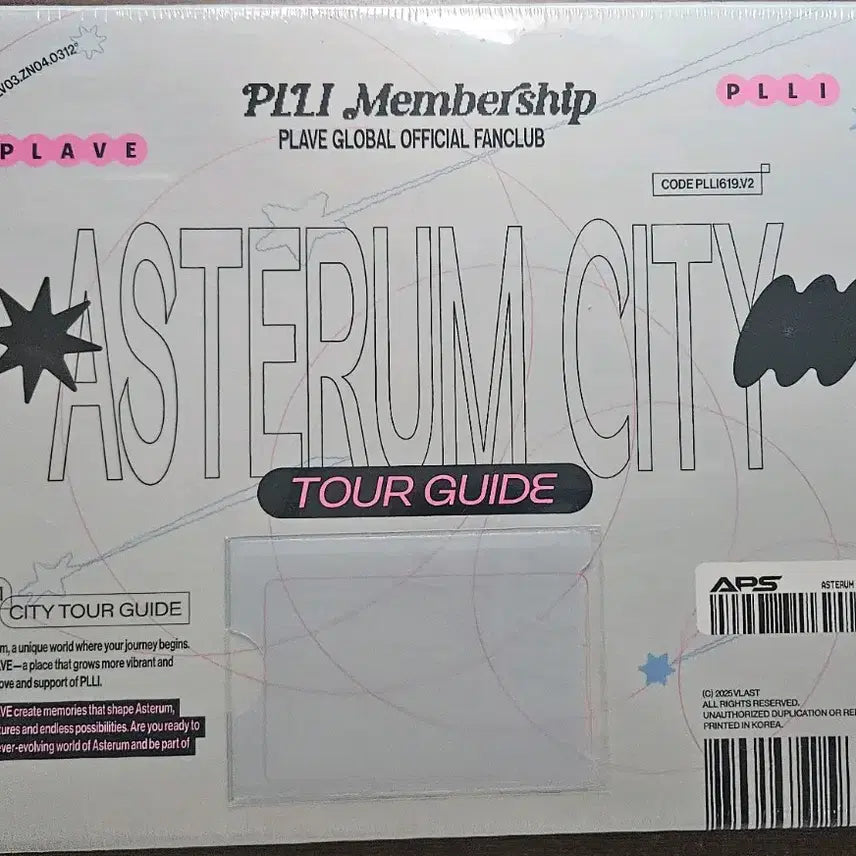 V03.ZN04.0312
PLLI Membership
PLAVE GLOBAL OFFICIAL FANCLUB
PLLI
PLAVE
CODE PLLI619.V2
ASTERUM CITY
TOUR GUIDE
CITY TOUR GUIDE
m, a unique world where your journey begins.
VE—a place that grows more vibrant and
ove and support of PLLI.
VE create memories that shape Asterum,
tures and endless possibilities. Are you ready to
ever-evolving world of Asterum and be part of
APS
ASTERUM
(C) 2025 VLAST
ALL RIGHTS RESERVED.
UNAUTHORIZED DUPLICATION OR RE
PRINTED IN KOREA.